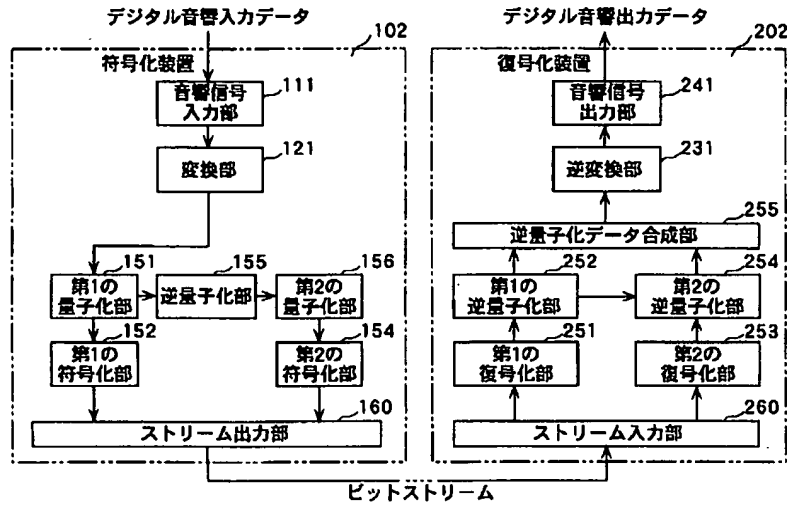 デジタル音響入力データ
102
符号化装置
音響信号
入力部
111
変換部
121
第1の
量子化部
151
逆量子化部
155
第2の
量子化部
156
第1の
符号化部
152
第2の
符号化部
154
ストリーム出力部
160
デジタル音響出力データ
202
復号化装置
音響信号
出力部
241
逆変換部
231
逆量子化データ合成部
255
第1の
逆量子化部
252
第2の
逆量子化部
254
第1の
復号化部
251
第2の
復号化部
253
ストリーム入力部
260
ビットストリーム